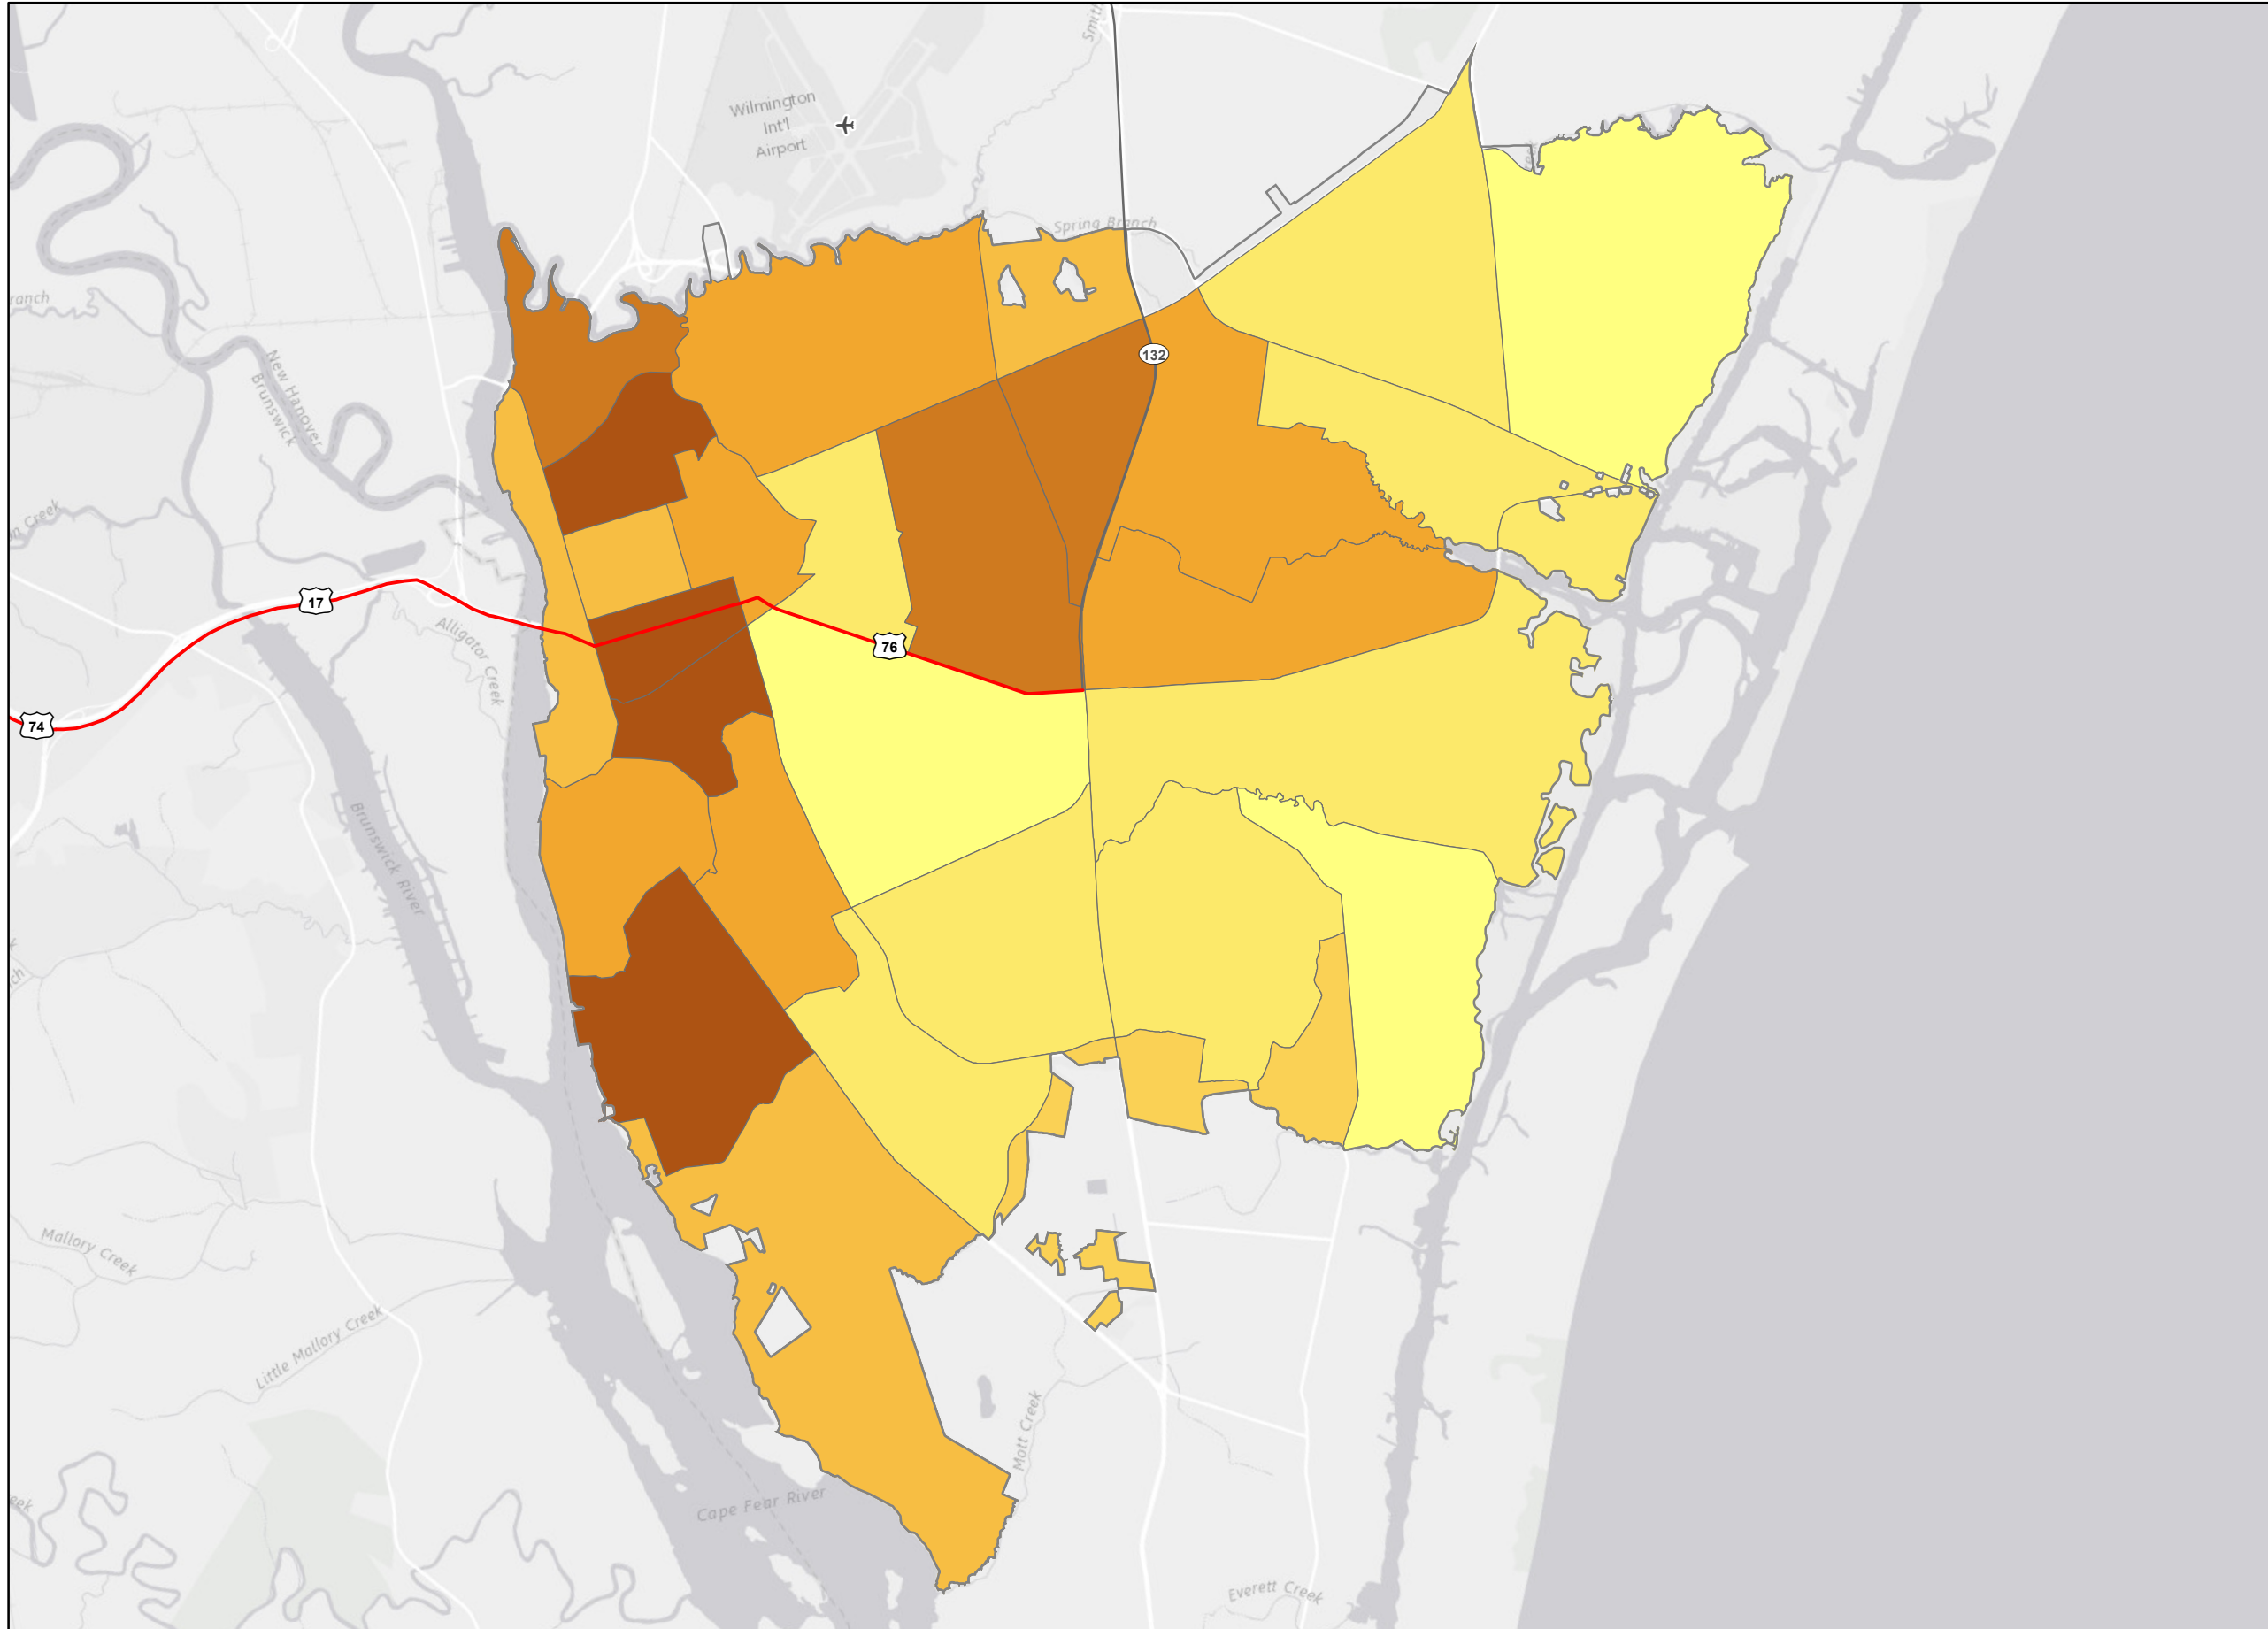 Smith
Wilmington
Int'l
Airport
Spring Branch
132
ranch
New Hanover
Brunswick
Creek
17
76
Alligator Creek
74
Brunswick River
Mallory Creek
Little Mallory Creek
Mott Creek
Cape Fear River
Everett Creek